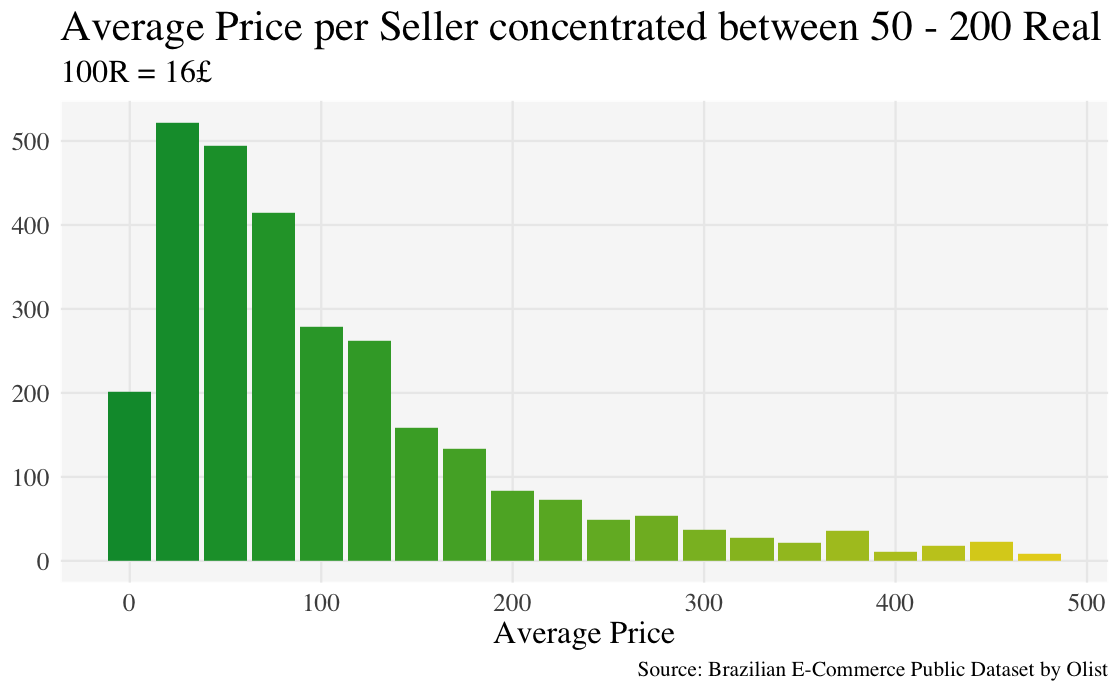 Average Price per Seller concentrated between 50 - 200 Real
100R = 16£
500
400
300
200
100
0
0 100 200 300 400 500
Average Price
Source: Brazilian E-Commerce Public Dataset by Olist